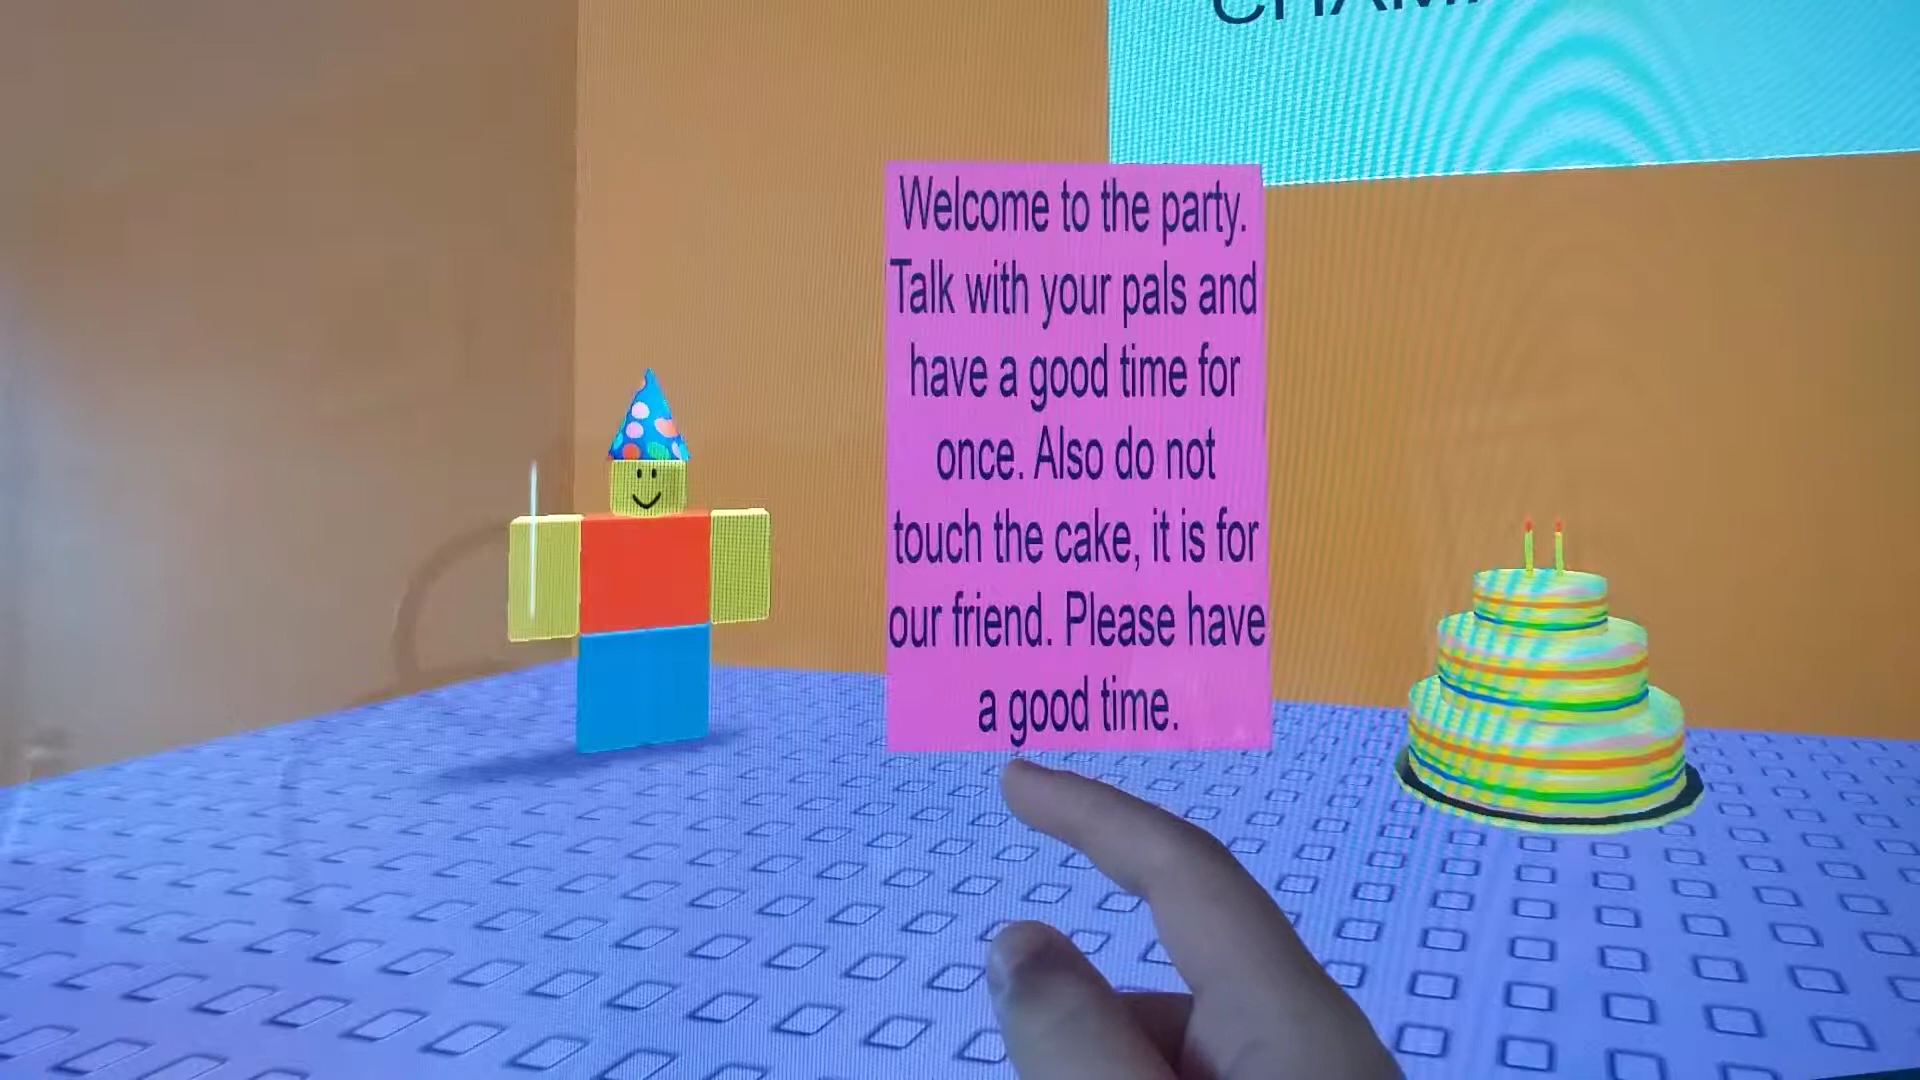 Welcome to the party.
Talk with your pals and
have a good time for
once. Also do not
touch the cake, it is for
our friend. Please have
a good time.